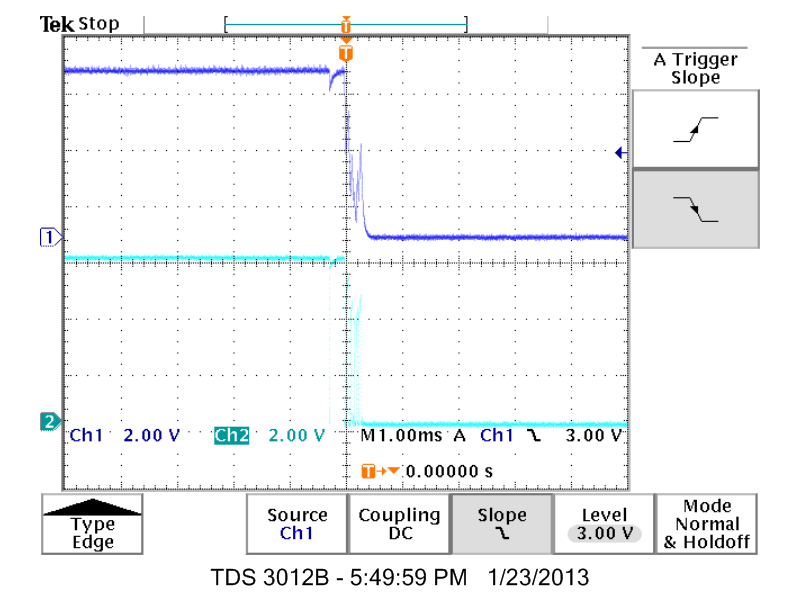 Tek Stop
T
T
A Trigger
Slope
1
2
Ch1 2.00 V Ch2 2.00 V M1.00ms A Ch1 3.00 V
T 0.00000 s
Type
Edge
Source
Ch1
Coupling
DC
Slope
Level
3.00 V
Mode
Normal
& Holdoff
TDS 3012B - 5:49:59 PM 1/23/2013